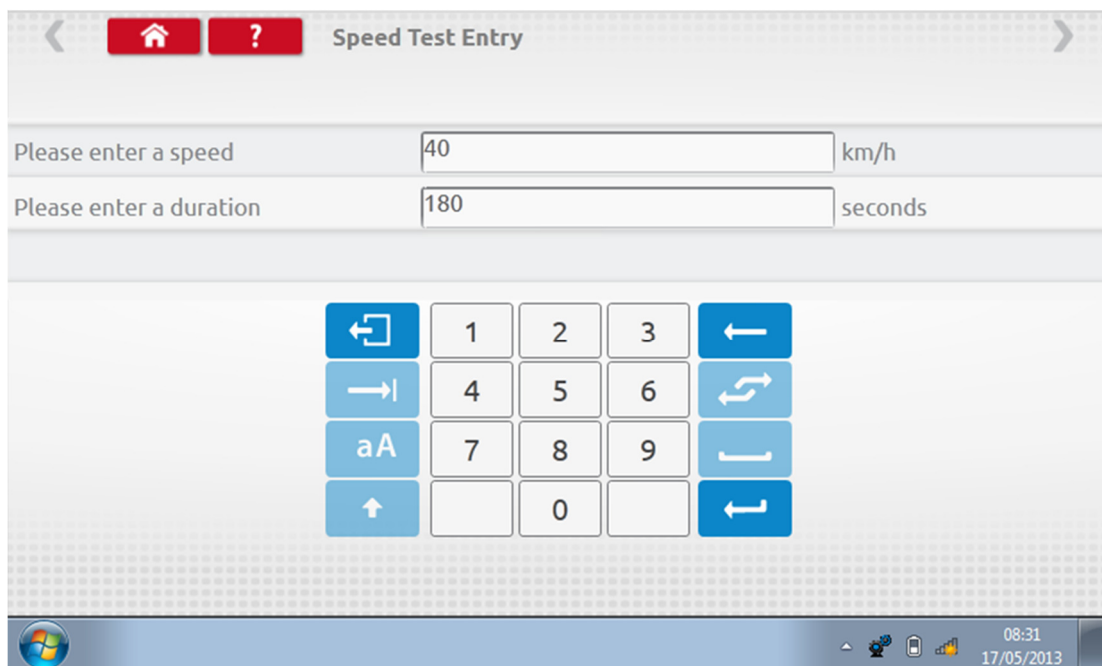 ? Speed Test Entry
Please enter a speed 40 km/h
Please enter a duration 180 seconds
1 2 3
4 5 6
aA 7 8 9
0
08:31
17/05/2013